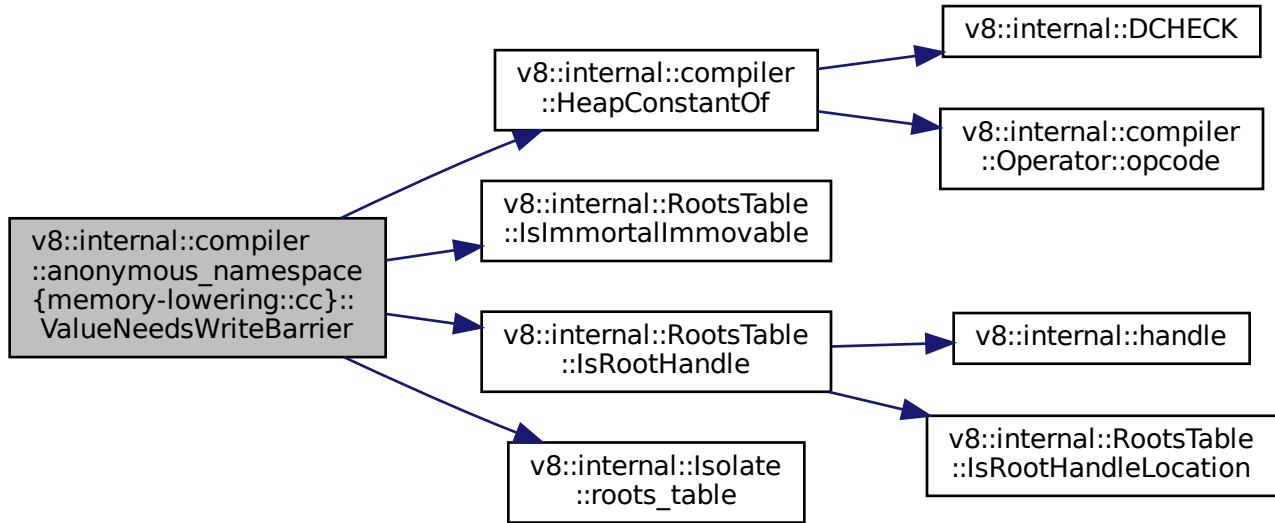 v8::internal::compiler
::anonymous_namespace
{memory-lowering::cc}::
ValueNeedsWriteBarrier
v8::internal::compiler
::HeapConstantOf
v8::internal::DCHECK
v8::internal::compiler
::Operator::opcode
v8::internal::RootsTable
::IsImmortalImmovable
v8::internal::RootsTable
::IsRootHandle
v8::internal::handle
v8::internal::RootsTable
::IsRootHandleLocation
v8::internal::Isolate
::roots_table